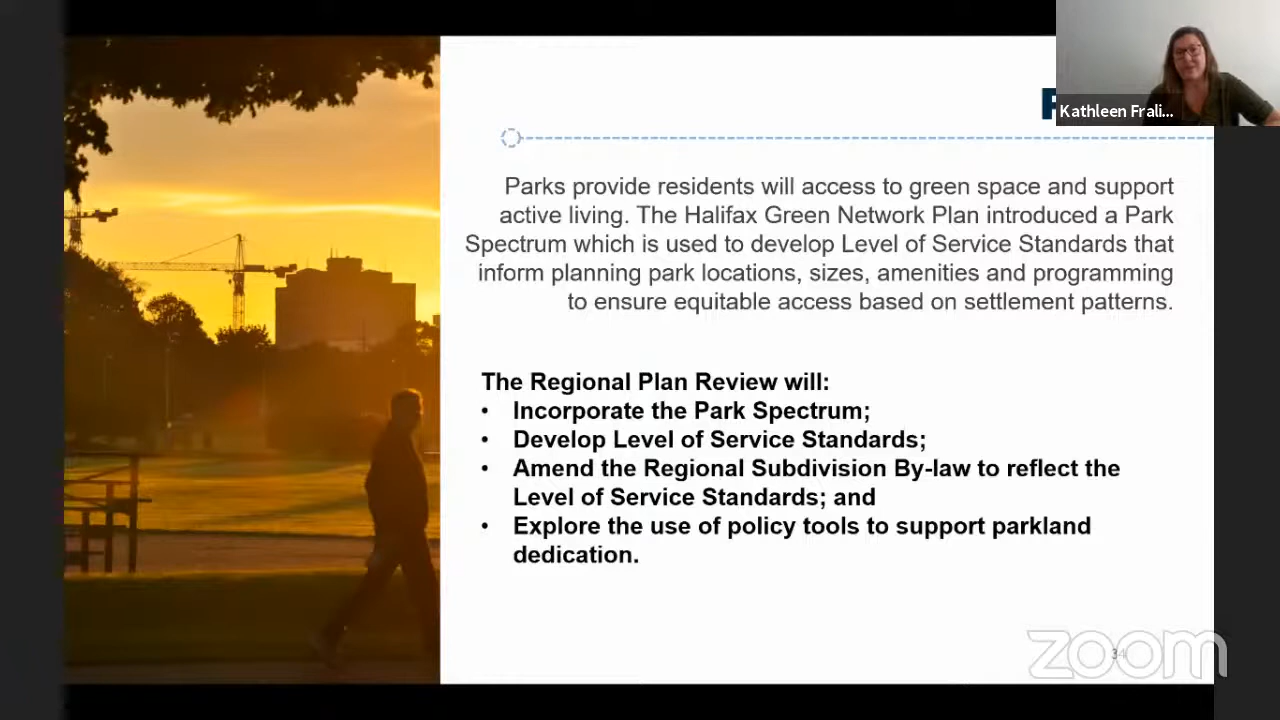 Kathleen Frali...
Parks provide residents will access to green space and support
active living. The Halifax Green Network Plan introduced a Park
Spectrum which is used to develop Level of Service Standards that
inform planning park locations, sizes, amenities and programming
to ensure equitable access based on settlement patterns.
The Regional Plan Review will:
• Incorporate the Park Spectrum;
• Develop Level of Service Standards;
• Amend the Regional Subdivision By-law to reflect the
Level of Service Standards; and
• Explore the use of policy tools to support parkland
dedication.
34
zoom